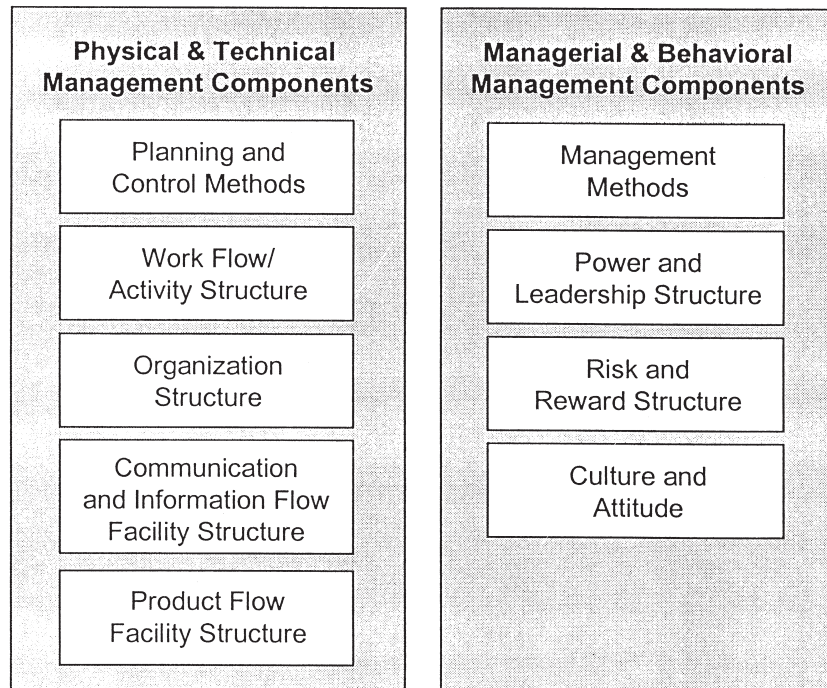 Physical & Technical
Management Components
Planning and
Control Methods
Work Flow/
Activity Structure
Organization
Structure
Communication
and Information Flow
Facility Structure
Product Flow
Facility Structure
Managerial & Behavioral
Management Components
Management
Methods
Power and
Leadership Structure
Risk and
Reward Structure
Culture and
Attitude